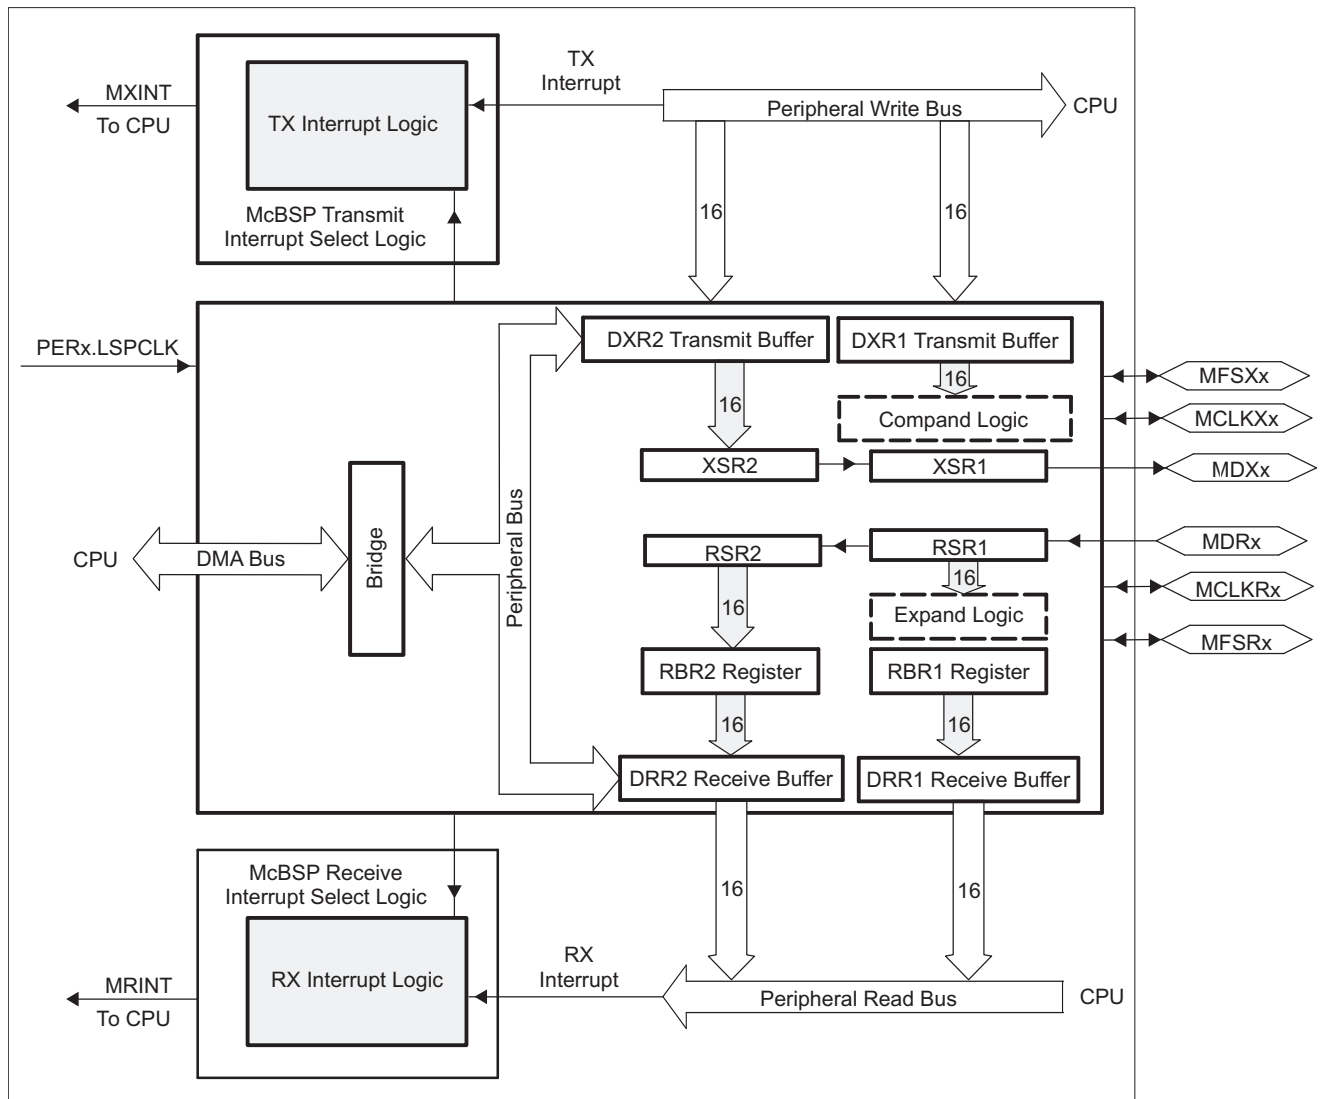 TX
Interrupt
MXINT
To CPU
TX Interrupt Logic
Peripheral Write Bus
CPU
McBSP Transmit
Interrupt Select Logic
16
16
PERx.LSPCLK
DXR2 Transmit Buffer
DXR1 Transmit Buffer
16
16
MFSXx
Compand Logic
MCLKXx
XSR2
XSR1
MDXx
CPU
DMA Bus
Bridge
Peripheral Bus
RSR2
RSR1
MDRx
16
16
MCLKRx
Expand Logic
MFSRx
RBR2 Register
RBR1 Register
16
16
DRR2 Receive Buffer
DRR1 Receive Buffer
McBSP Receive
Interrupt Select Logic
16
16
RX
Interrupt
MRINT
To CPU
RX Interrupt Logic
Peripheral Read Bus
CPU